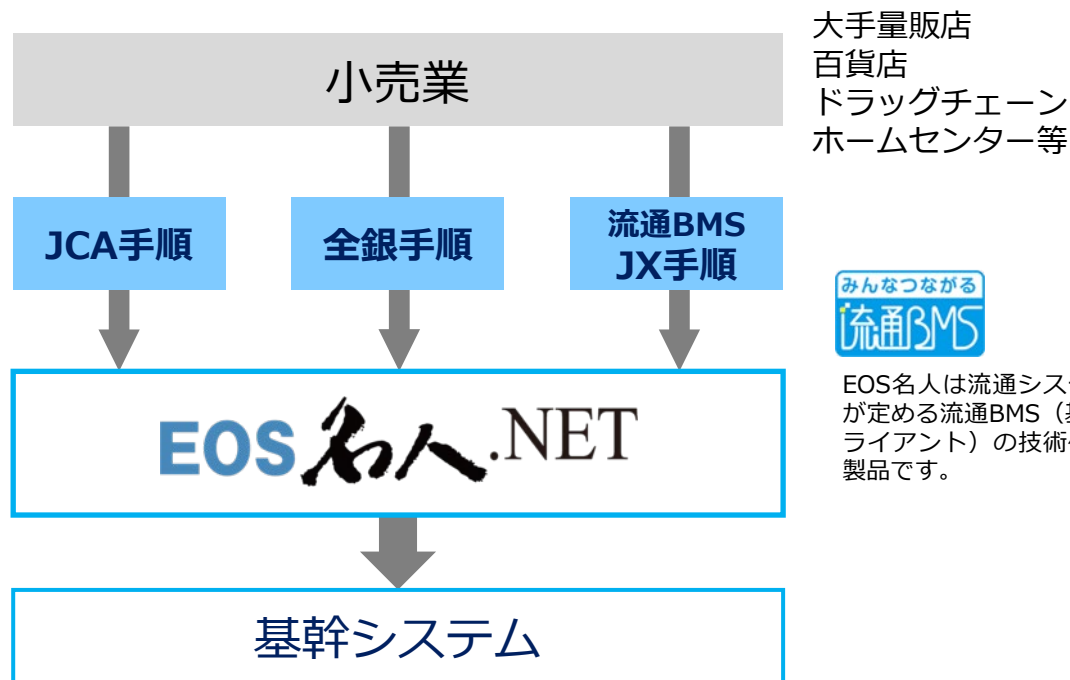 小売業
大手量販店
百貨店
ドラッグチェーン
ホームセンター等
JCA手順
全銀手順
流通BMS
JX手順
みんなつながる
流通BMS
EOS名人.NET
EOS名人は流通シス
が定める流通BMS（
ライアント）の技術
製品です。
基幹システム